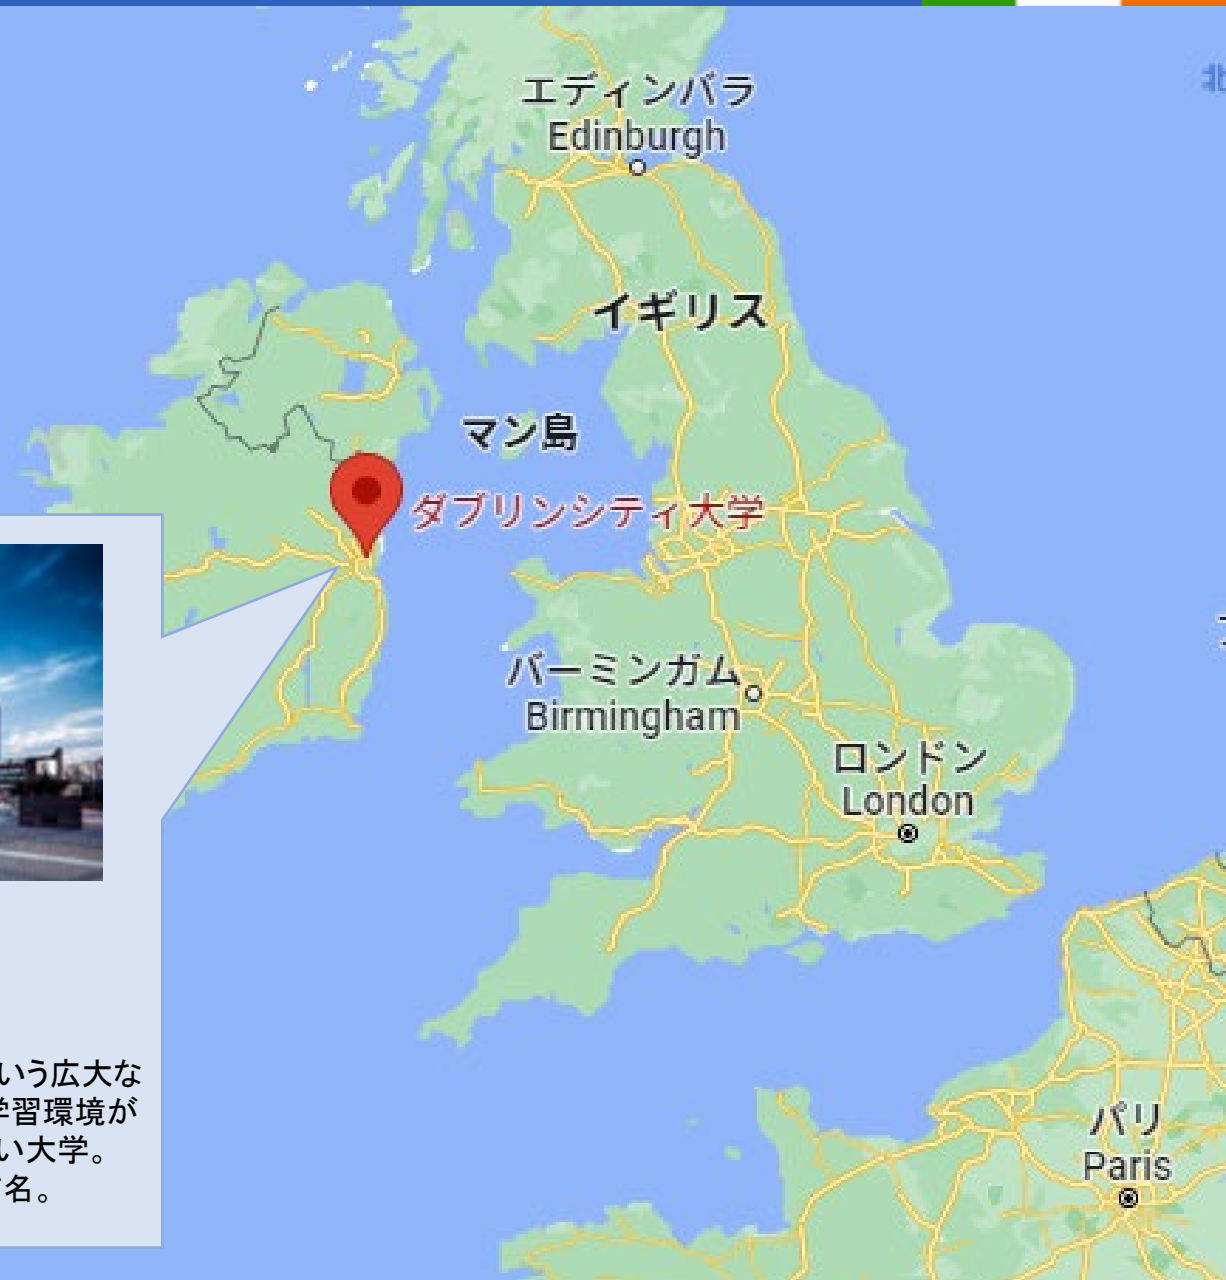 北
エディンバラ
Edinburgh
イギリス
マン島
ダブリンシティ大学
バーミンガム
Birmingham
ロンドン
London
いう広大な
学習環境が
い大学。
名。
パリ
Paris